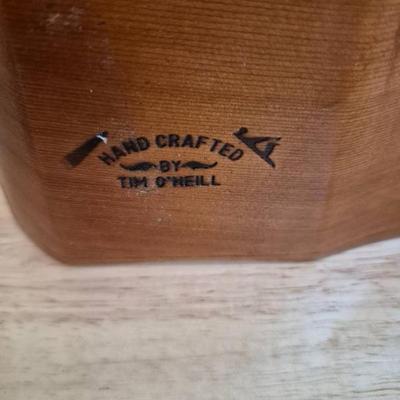 HAND CRAFTED
BY
TIM O'NEILL